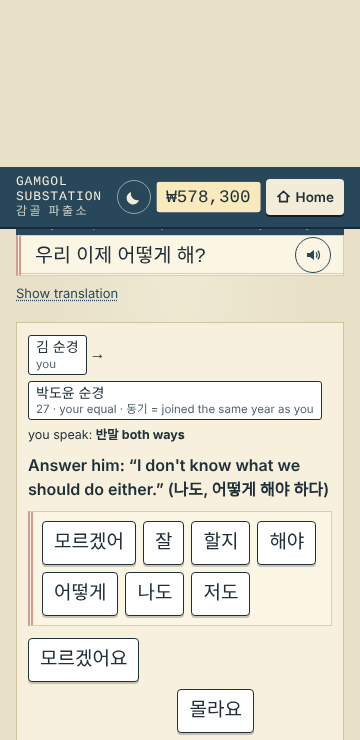 GAMGOL
SUBSTATION
감골 파출소
₩578,300
Home
우리 이제 어떻게 해?
Show translation
김 순경
you
→
박도윤 순경
27 · your equal · 동기 = joined the same year as you
you speak: 반말 both ways
Answer him: “I don't know what we
should do either.” (나도, 어떻게 해야 하다)
모르겠어 잘 할지 해야
어떻게 나도 저도
모르겠어요
몰라요